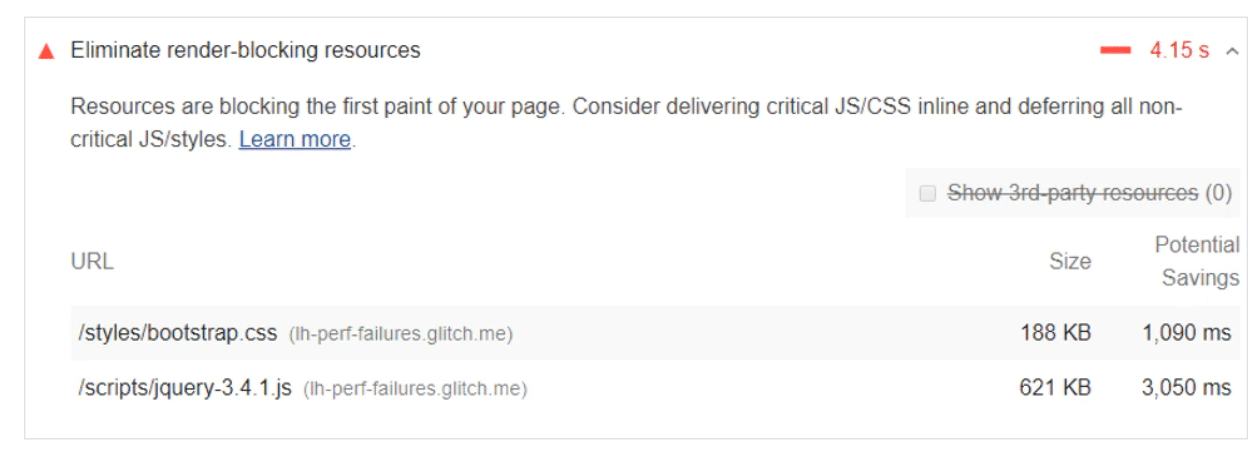 Eliminate render-blocking resources 4.15 s
Resources are blocking the first paint of your page. Consider delivering critical JS/CSS inline and deferring all non-
critical JS/styles. Learn more.
Show 3rd-party resources (0)
URL Size Potential
Savings
/styles/bootstrap.css (lh-perf-failures.glitch.me) 188 KB 1,090 ms
/scripts/jquery-3.4.1.js (lh-perf-failures.glitch.me) 621 KB 3,050 ms